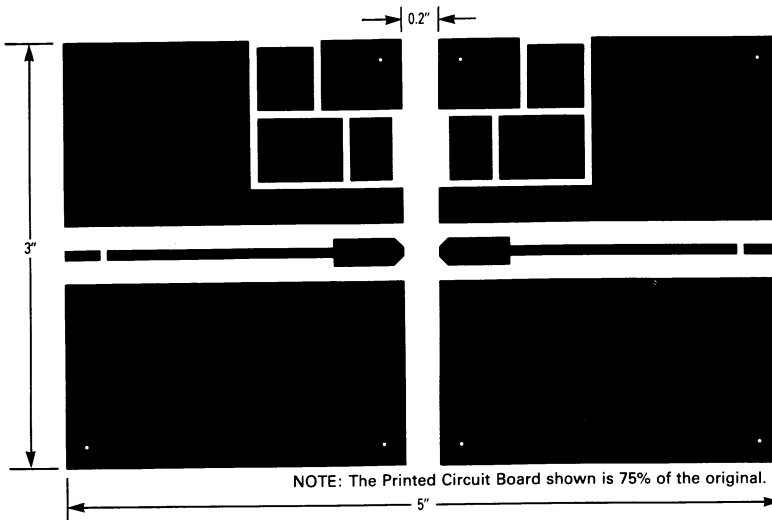 0.2"
3"
NOTE: The Printed Circuit Board shown is 75% of the original.
5"